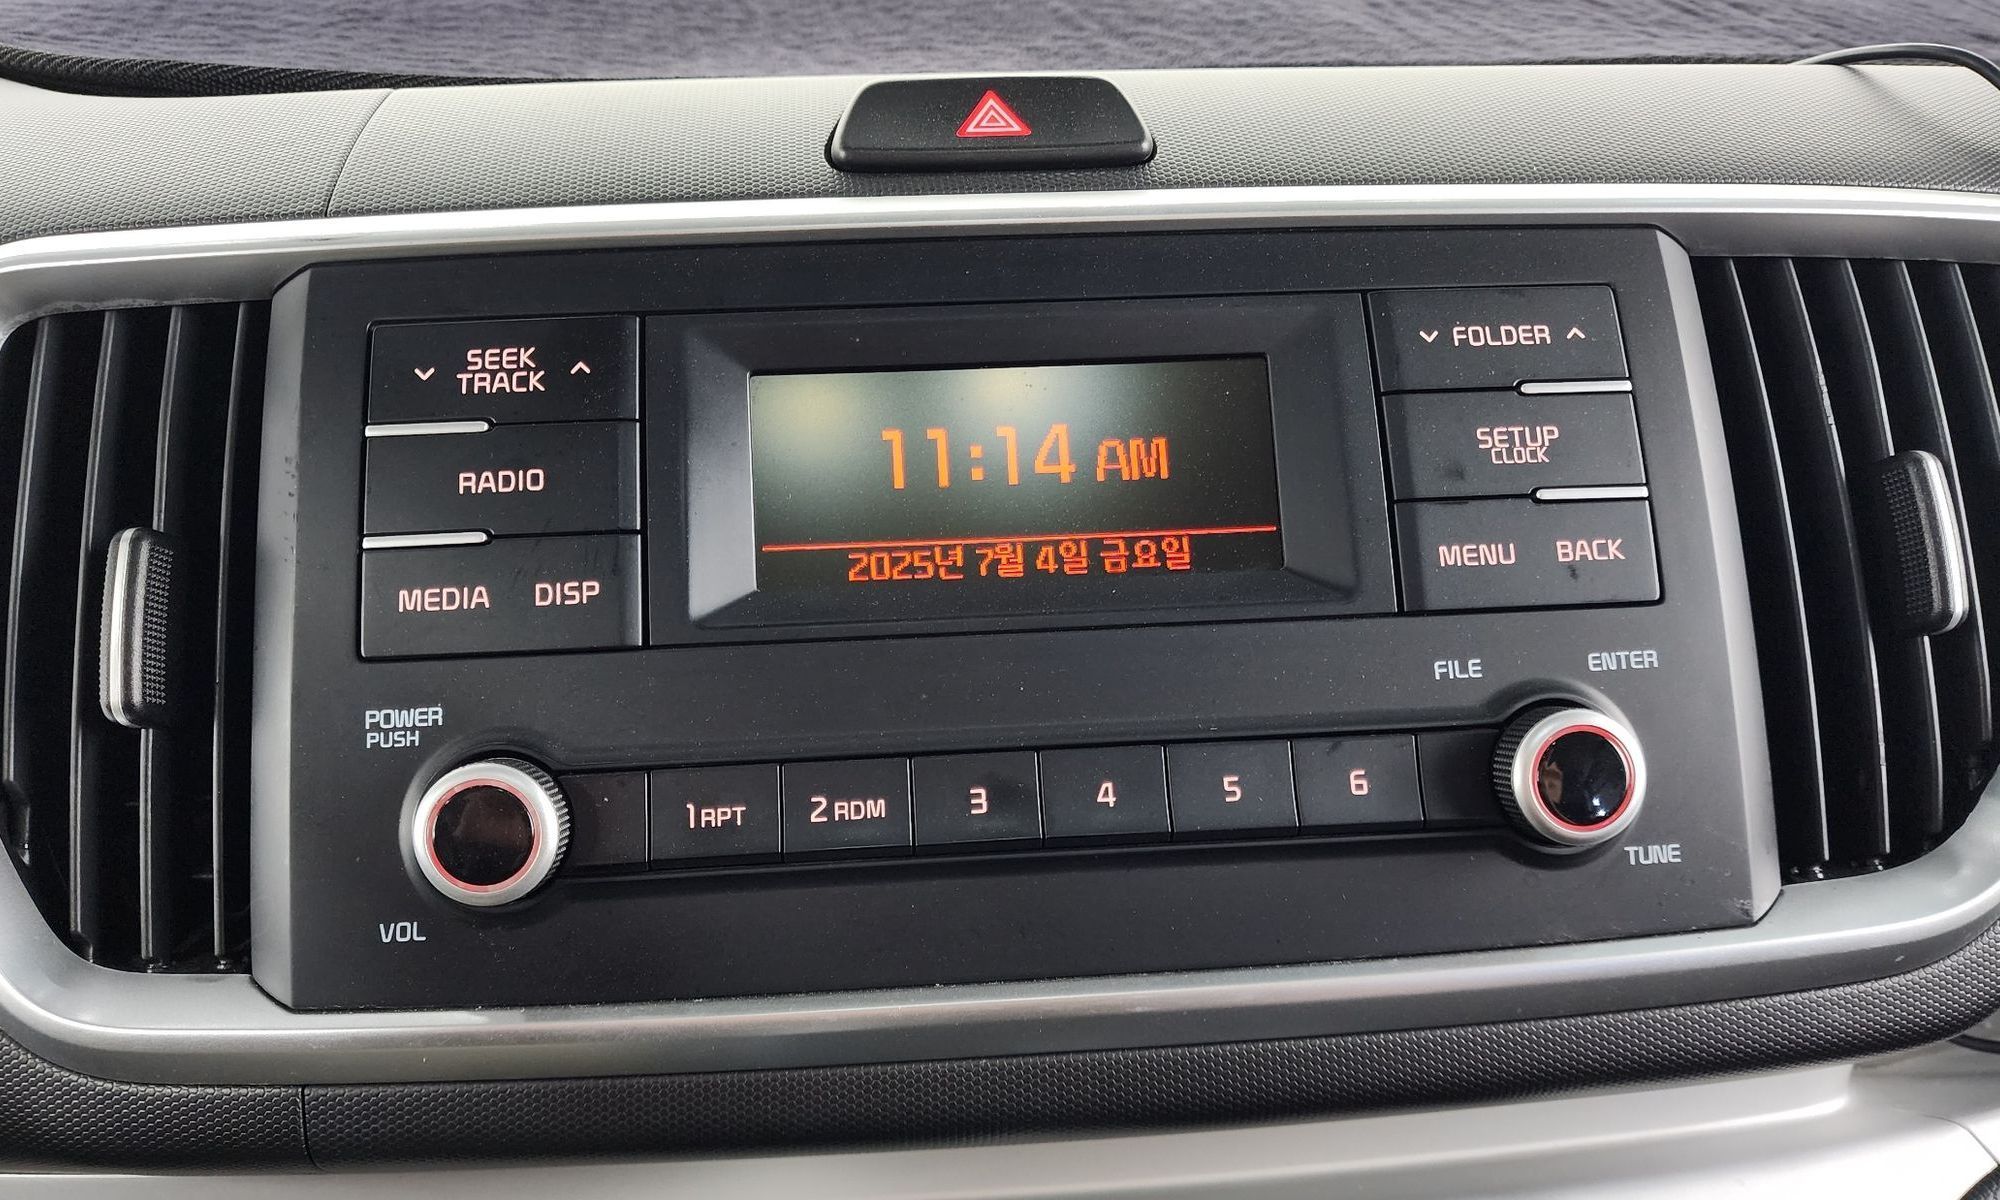 SEEK
TRACK
RADIO
MEDIA DISP
11:14 AM
2025년 7월 4일 금요일
FOLDER
SETUP
CLOCK
MENU BACK
POWER
PUSH
VOL
1 RPT
2 RDM
3
4
5
6
FILE
ENTER
TUNE